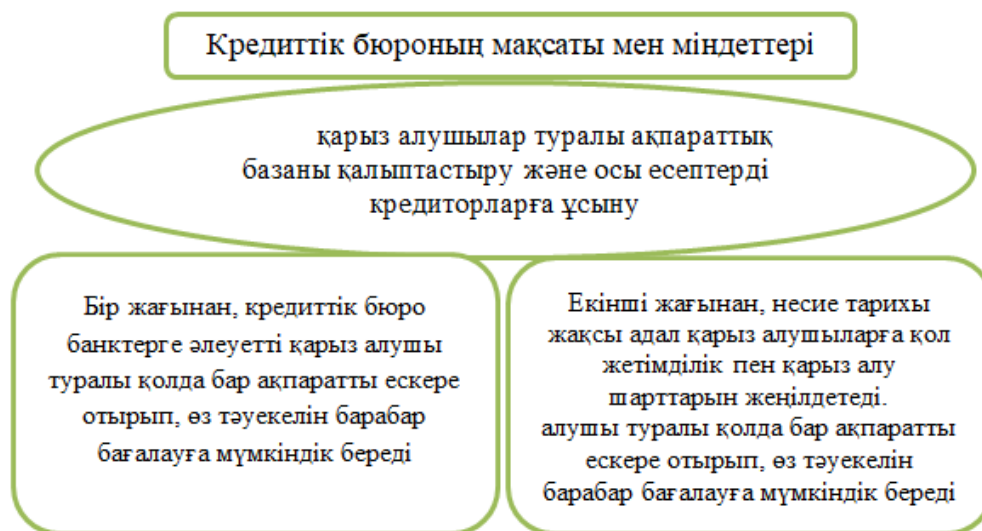 Кредиттік бюроның мақсаты мен міндеттері
қарыз алушылар туралы ақпараттық
базаны қалыптастыру және осы есептерді
кредиторларға ұсыну
Бір жағынан, кредиттік бюро
банктерге әлеуетті қарыз алушы
туралы қолда бар ақпаратты ескере
отырып, өз тәуекелін барабар
бағалауға мүмкіндік береді
Екінші жағынан, несие тарихы
жақсы адал қарыз алушыларға қол
жетімділік пен қарыз алу
шарттарын жеңілдетеді.
алушы туралы қолда бар ақпаратты
ескере отырып, өз тәуекелін
барабар бағалауға мүмкіндік береді